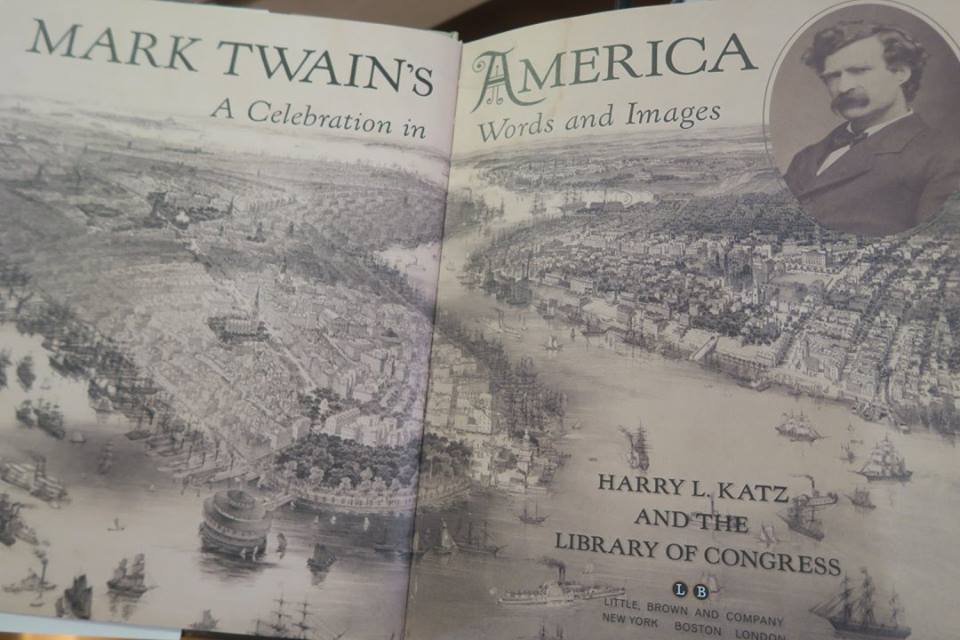 MARK TWAIN'S AMERICA
A Celebration in Words and Images
HARRY L. KATZ
AND THE
LIBRARY OF CONGRESS
L B
LITTLE, BROWN AND COMPANY
NEW YORK BOSTON LONDON